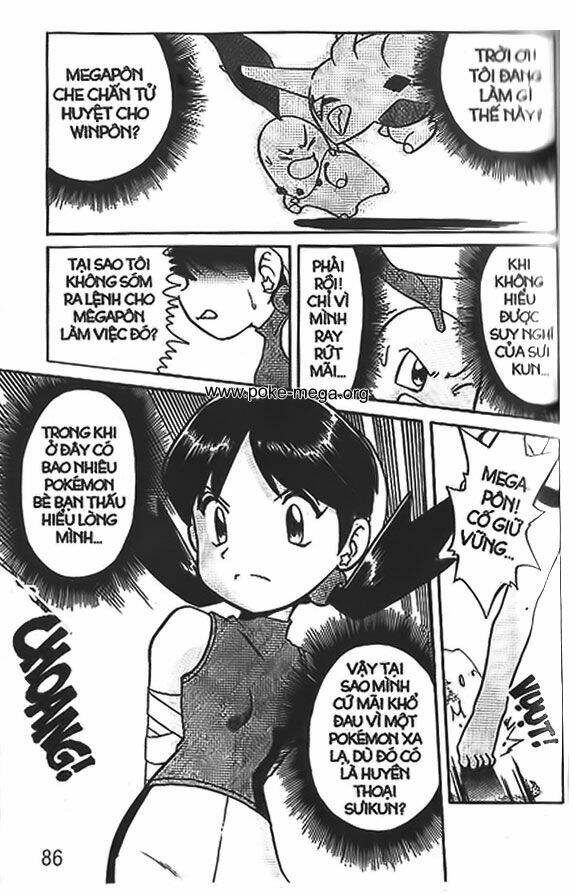 TRỜI ƠI!
TÔI ĐANG
LÀM GÌ
THẾ NÀY!
MEGAPÔN
CHE CHẮN TỬ
HUYỆT CHO
WINPÔN?
KHI
KHÔNG
HIỂU
ĐƯỢC
SUY NGHĨ
CỦA SƯI
KUN...
PHẢI
RỒI!
CHỈ VÌ
MÌNH
RAY
RỨT
MÃI...
TẠI SAO TÔI
KHÔNG SỚM
RA LỆNH CHO
MÊGAPÔN
LÀM VIỆC ĐÓ?
www.poke-mega.org
MEGA
PÔN!
CỐ GIỮ
VỮNG...
VỤT!
TRONG KHI
Ở ĐÂY CÓ
BAO NHIÊU
POKÉMON
BÈ BẠN THẤU
HIỂU LÒNG
MÌNH...
CHOANG!
VẬY TẠI
SAO MÌNH
CỨ MÃI KHỔ
ĐAU VÌ MỘT
POKÉMON XA
LẠ, DÙ ĐÓ CÓ
LÀ HUYỀN
THOẠI
SƯIKUN?
86